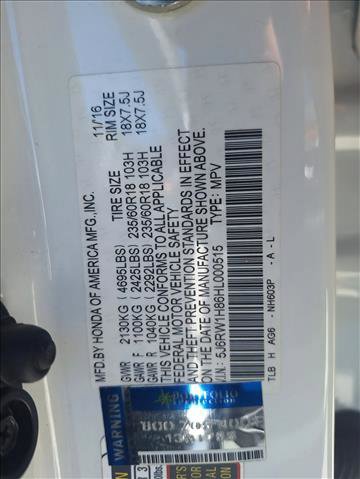 MFD.BY HONDA OF AMERICA MFG.,INC. 11/16
TIRE SIZE RIM SIZE
GVWR 2130KG (4695LBS)
GAWR F 1100KG (2425LBS) 235/60R18 103H 18X7.5J
GAWR R 1040KG (2292LBS) 235/60R18 103H 18X7.5J
THIS VEHICLE CONFORMS TO ALL APPLICABLE
FEDERAL MOTOR VEHICLE SAFETY
AND THEFT PREVENTION STANDARDS IN EFFECT
ON THE DATE OF MANUFACTURE SHOWN ABOVE.
V.I.N.: 5J6RW1H86HL000515 TYPE: MPV
TLB H AG6 - NH603P - A - L
WARNING